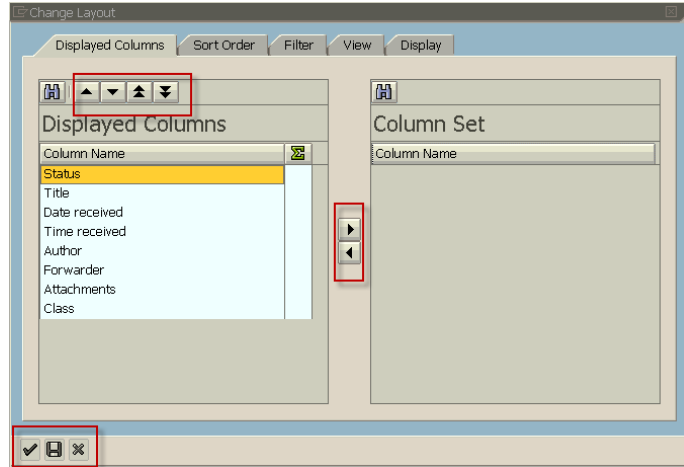 Change Layout
Displayed Columns Sort Order Filter View Display
Displayed Columns
Column Set
Column Name Σ
Column Name
Status
Title
Date received
Time received
Author
Forwarder
Attachments
Class